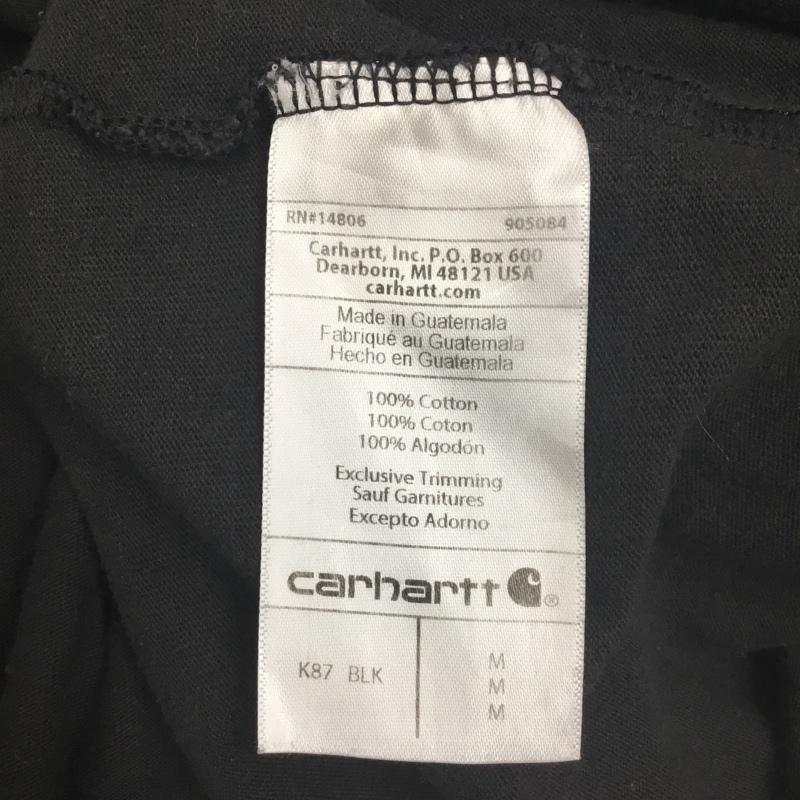 RN#14806 905084
Carhartt, Inc. P.O. Box 600
Dearborn, MI 48121 USA
carhartt.com
Made in Guatemala
Fabriqué au Guatemala
Hecho en Guatemala
100% Cotton
100% Coton
100% Algodón
Exclusive Trimming
Sauf Garnitures
Excepto Adorno
carhartt ®
K87 BLK
M
M
M